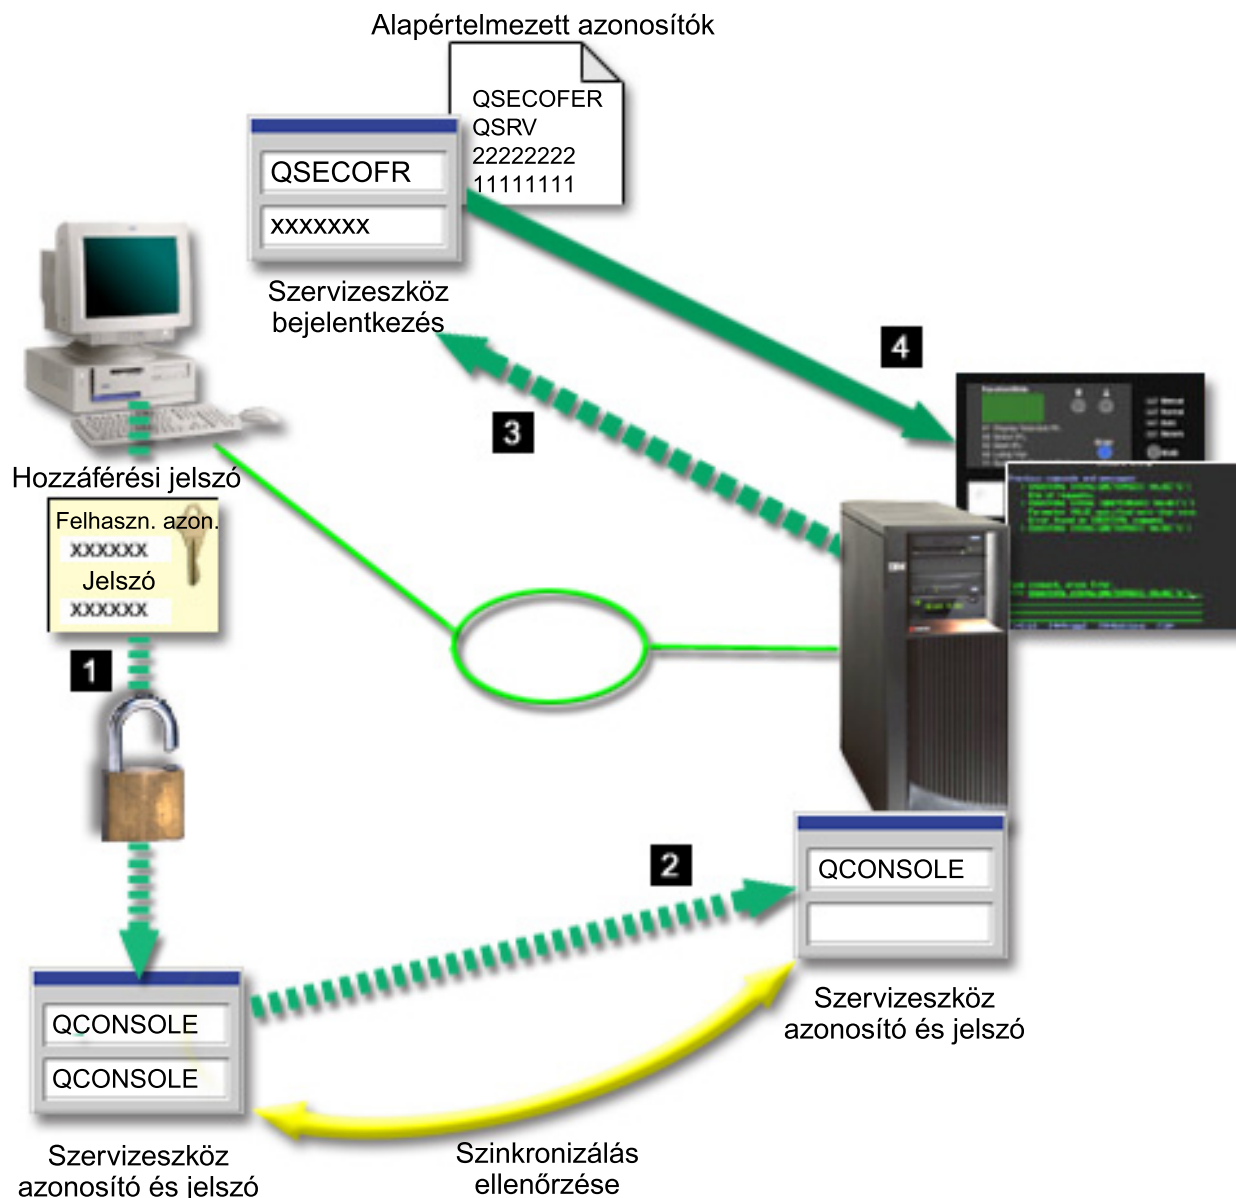 Alapértelmezett azonosítók
QSECOFER
QSRV
22222222
11111111
QSECOFR
xxxxxxx
Szervizeszköz
bejelentkezés
4
3
Hozzáférési jelszó
Felhaszn. azon.
XXXXXX
Jelszó
XXXXXX
1
IBM
2
QCONSOLE
Szervizeszköz
azonosító és jelszó
QCONSOLE
QCONSOLE
Szervizeszköz
azonosító és jelszó
Szinkronizálás
ellenőrzése